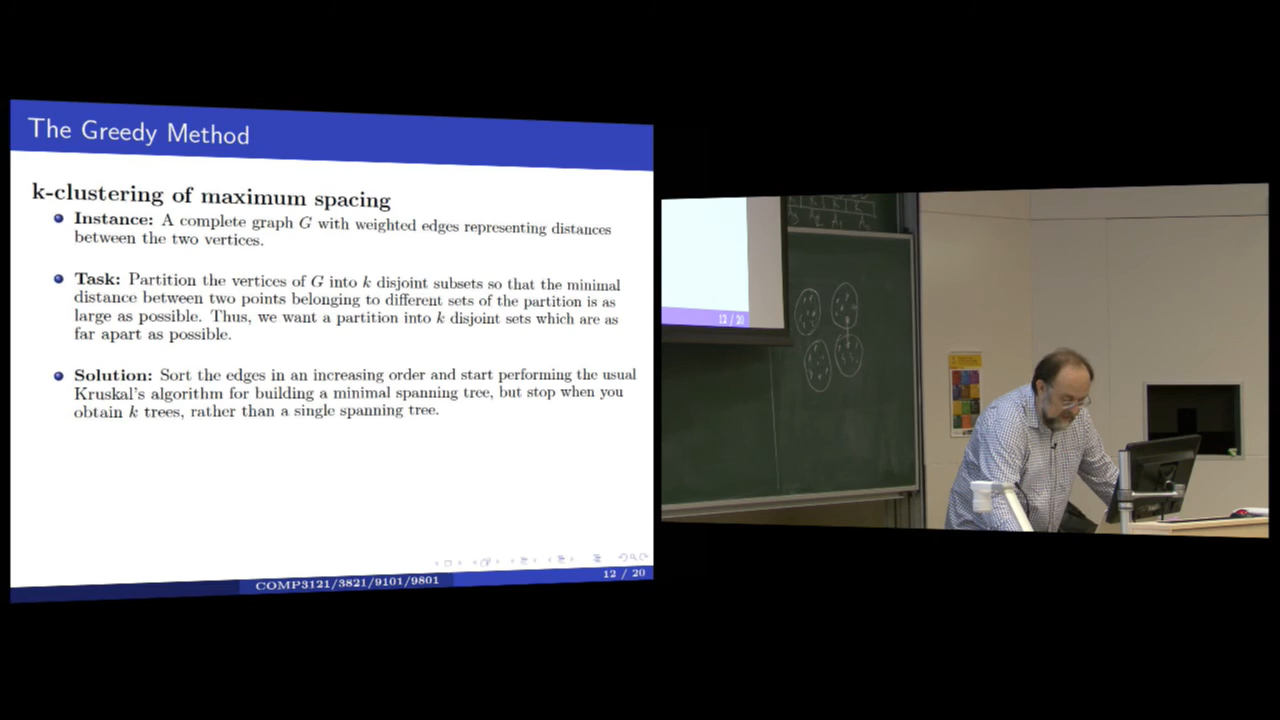 The Greedy Method
k-clustering of maximum spacing
Instance: A complete graph G with weighted edges representing distances
between the two vertices.
Task: Partition the vertices of G into k disjoint subsets so that the minimal
distance between two points belonging to different sets of the partition is as
large as possible. Thus, we want a partition into k disjoint sets which are as
far apart as possible.
Solution: Sort the edges in an increasing order and start performing the usual
Kruskal's algorithm for building a minimal spanning tree, but stop when you
obtain k trees, rather than a single spanning tree.
COMP3121/3821/9101/9801
12 / 20
12 / 20